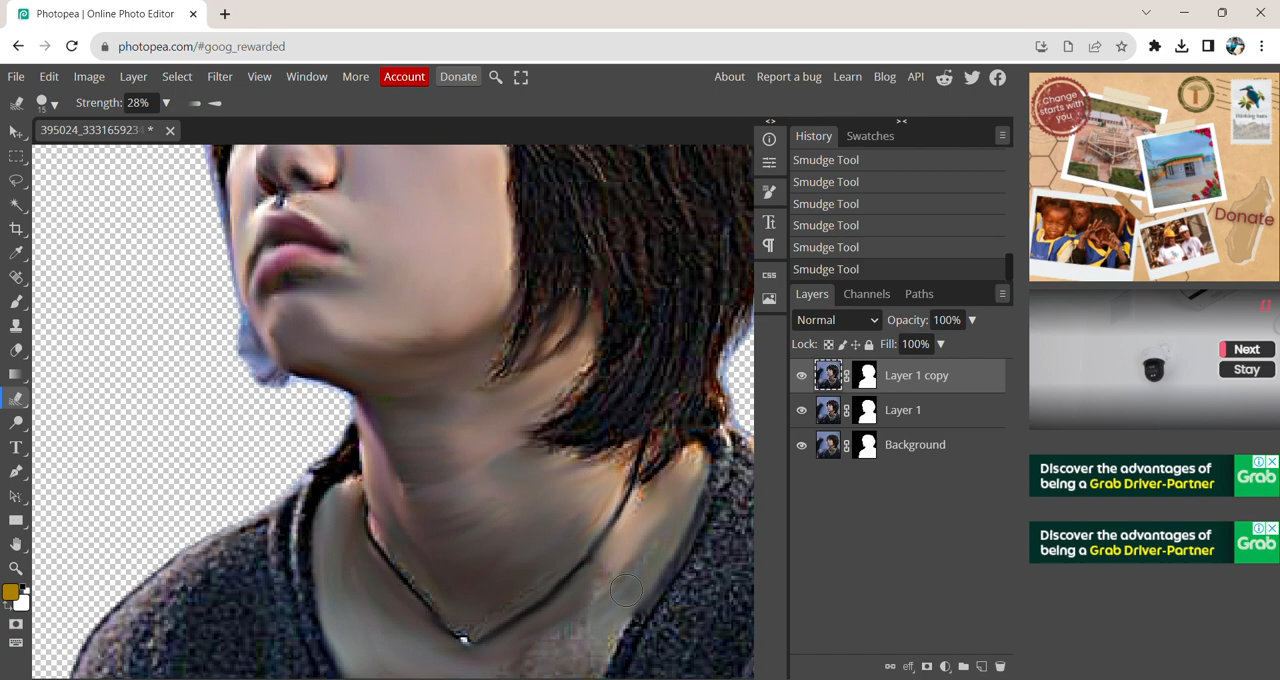 Photopea | Online Photo Editor
photopea.com/#goog_rewarded
File Edit Image Layer Select Filter View Window More Account Donate
About Report a bug Learn Blog API
15 Strength: 28%
395024_3331659234 *
History Swatches
Smudge Tool
Smudge Tool
Smudge Tool
Smudge Tool
Smudge Tool
Smudge Tool
Tt
CSS
Layers Channels Paths
Normal Opacity: 100%
Lock: Fill: 100%
Layer 1 copy
Layer 1
Background
eff
Change
starts with
you
Donate
Next
Stay
Discover the advantages of
being a Grab Driver-Partner
Grab
Discover the advantages of
being a Grab Driver-Partner
Grab